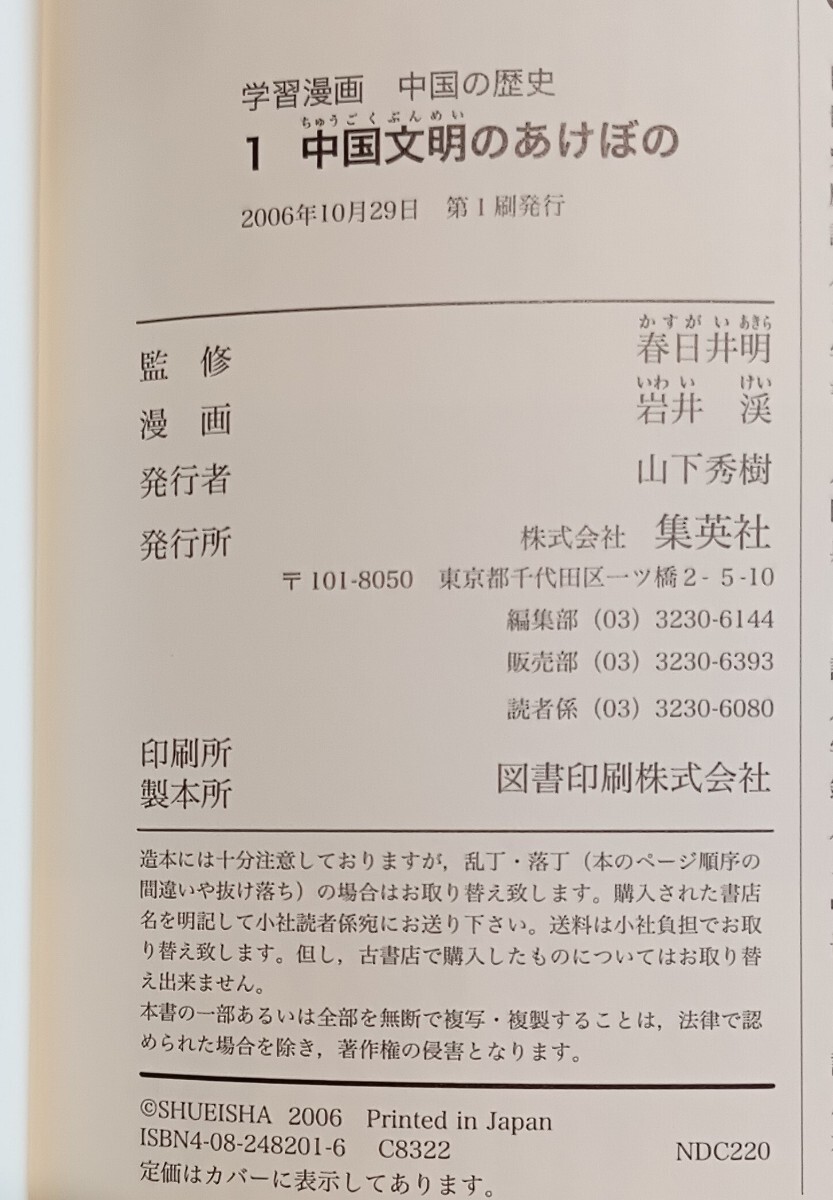 学習漫画　中国の歴史
ちゅうごくぶんめい
1　中国文明のあけぼの
2006年10月29日　第1刷発行
かすがい あきら
監　修　春日井明
いわい　けい
漫　画　岩井　渓
発行者　山下秀樹
発行所　株式会社　集英社
〒101-8050　東京都千代田区一ツ橋2-5-10
編集部（03）3230-6144
販売部（03）3230-6393
読者係（03）3230-6080
印刷所
製本所　図書印刷株式会社
造本には十分注意しておりますが，乱丁・落丁（本のページ順序の
間違いや抜け落ち）の場合はお取り替え致します。購入された書店
名を明記して小社読者係宛にお送り下さい。送料は小社負担でお取
り替え致します。但し，古書店で購入したものについてはお取り替
え出来ません。
本書の一部あるいは全部を無断で複写・複製することは，法律で認
められた場合を除き，著作権の侵害となります。
©SHUEISHA 2006　Printed in Japan
ISBN4-08-248201-6　C8322　NDC220
定価はカバーに表示してあります。